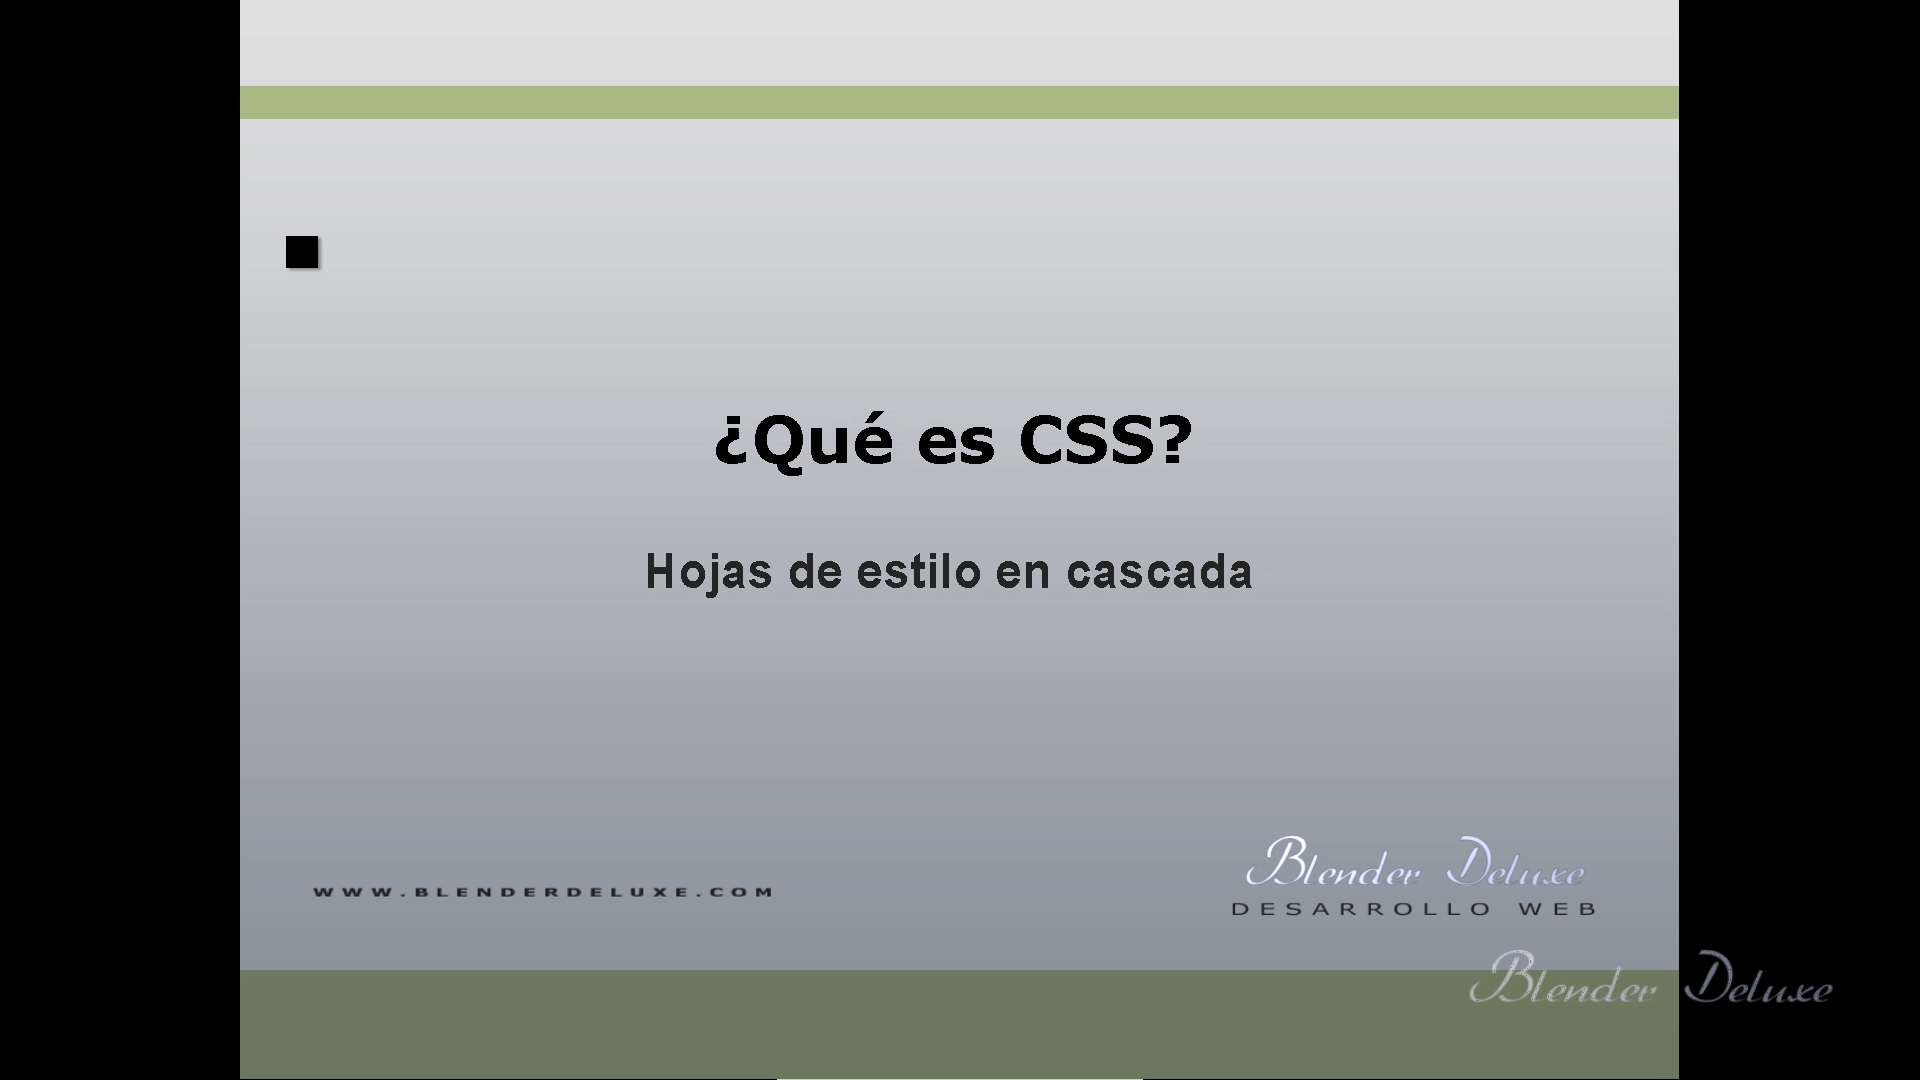 ¿Qué es CSS?
Hojas de estilo en cascada
WWW.BLENDERDELUXE.COM
Blender Deluxe
DESARROLLO WEB
Blender Deluxe